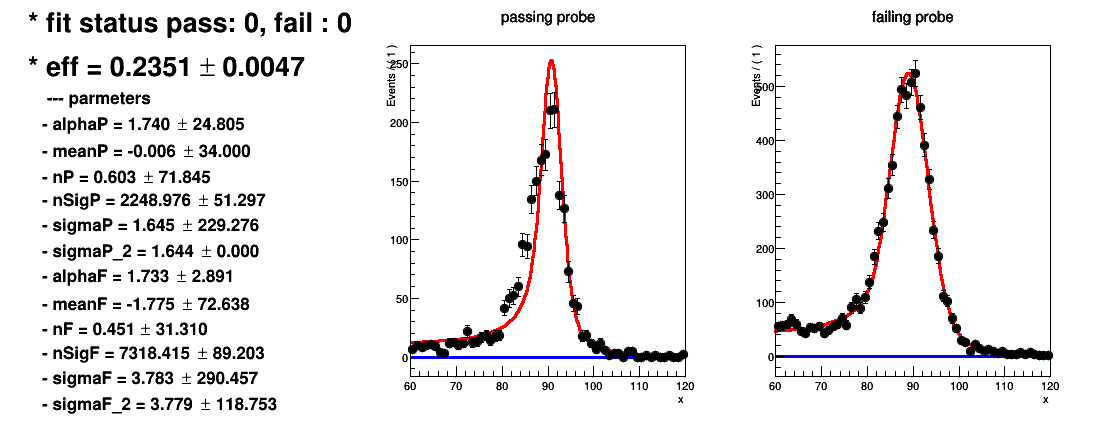 * fit status pass: 0, fail : 0
* eff = 0.2351 ± 0.0047
--- parmeters
- alphaP = 1.740 ± 24.805
- meanP = -0.006 ± 34.000
- nP = 0.603 ± 71.845
- nSigP = 2248.976 ± 51.297
- sigmaP = 1.645 ± 229.276
- sigmaP_2 = 1.644 ± 0.000
- alphaF = 1.733 ± 2.891
- meanF = -1.775 ± 72.638
- nF = 0.451 ± 31.310
- nSigF = 7318.415 ± 89.203
- sigmaF = 3.783 ± 290.457
- sigmaF_2 = 3.779 ± 118.753
passing probe
Events / ( 1 )
250
200
150
100
50
0
60 70 80 90 100 110 120
x
failing probe
Events / ( 1 )
500
400
300
200
100
0
60 70 80 90 100 110 120
x